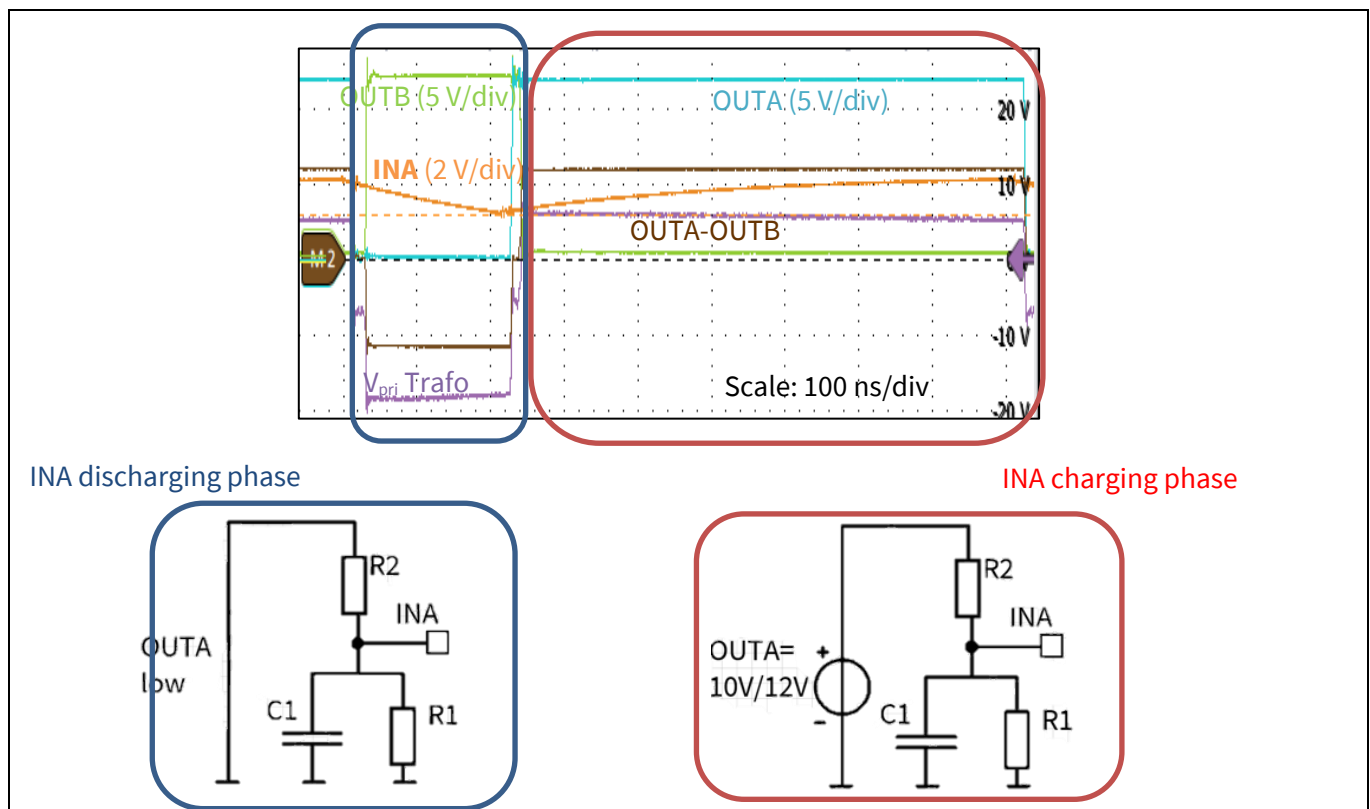 OUTB (5 V/div)
OUTA (5 V/div)
20 V
INA (2 V/div)
10 V
OUTA-OUTB
M2
-10 V
Vpri Trafo
Scale: 100 ns/div
-20 V
INA discharging phase
INA charging phase
R2
INA
OUTA
low
C1
R1
R2
INA
OUTA=
10V/12V
+
-
C1
R1